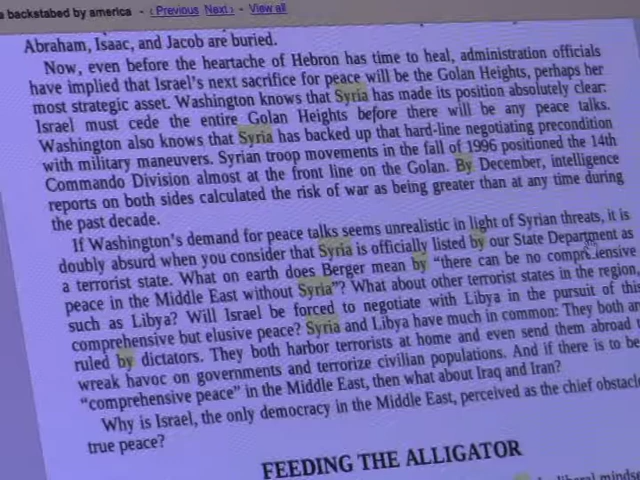 a backstabed by america - ‹ Previous Next › - View all
Abraham, Isaac, and Jacob are buried.
Now, even before the heartache of Hebron has time to heal, administration officials
have implied that Israel's next sacrifice for peace will be the Golan Heights, perhaps her
most strategic asset. Washington knows that Syria has made its position absolutely clear:
Israel must cede the entire Golan Heights before there will be any peace talks.
Washington also knows that Syria has backed up that hard-line negotiating precondition
with military maneuvers. Syrian troop movements in the fall of 1996 positioned the 14th
Commando Division almost at the front line on the Golan. By December, intelligence
reports on both sides calculated the risk of war as being greater than at any time during
the past decade.
If Washington's demand for peace talks seems unrealistic in light of Syrian threats, it is
doubly absurd when you consider that Syria is officially listed by our State Department as
a terrorist state. What on earth does Berger mean by “there can be no comprehensive
peace in the Middle East without Syria”? What about other terrorist states in the region,
such as Libya? Will Israel be forced to negotiate with Libya in the pursuit of this
comprehensive but elusive peace? Syria and Libya have much in common: They both ar
ruled by dictators. They both harbor terrorists at home and even send them abroad
wreak havoc on governments and terrorize civilian populations. And if there is to be
“comprehensive peace” in the Middle East, then what about Iraq and Iran?
Why is Israel, the only democracy in the Middle East, perceived as the chief obstacle
true peace?
FEEDING THE ALLIGATOR
liberal minds